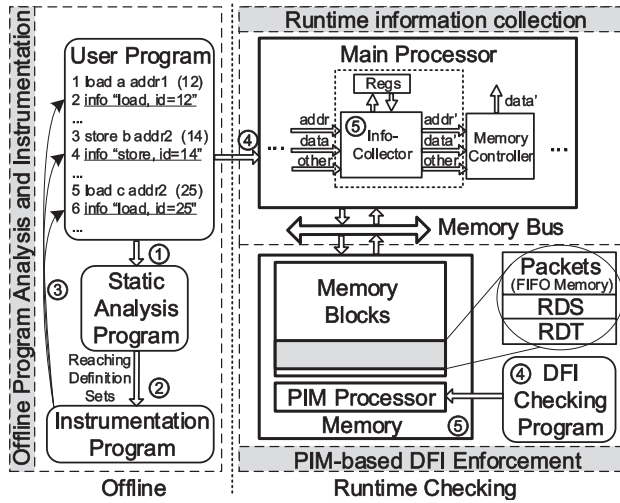 Offline Program Analysis and Instrumentation
User Program
1 load a addr1 (12)
2 info "load, id=12"
...
3 store b addr2 (14)
4 info "store, id=14"
...
5 load c addr2 (25)
6 info "load, id=25"
...
①
③
Static
Analysis
Program
Reaching
Definition
Sets
②
Instrumentation
Program
Offline
Runtime information collection
Main Processor
Regs
data'
④
...
addr
data
other
⑤
Info-
Collector
addr'
data'
other
Memory
Controller
...
Memory Bus
Memory
Blocks
Packets
(FIFO Memory)
RDS
RDT
PIM Processor
Memory
⑤
④ DFI
Checking
Program
PIM-based DFI Enforcement
Runtime Checking